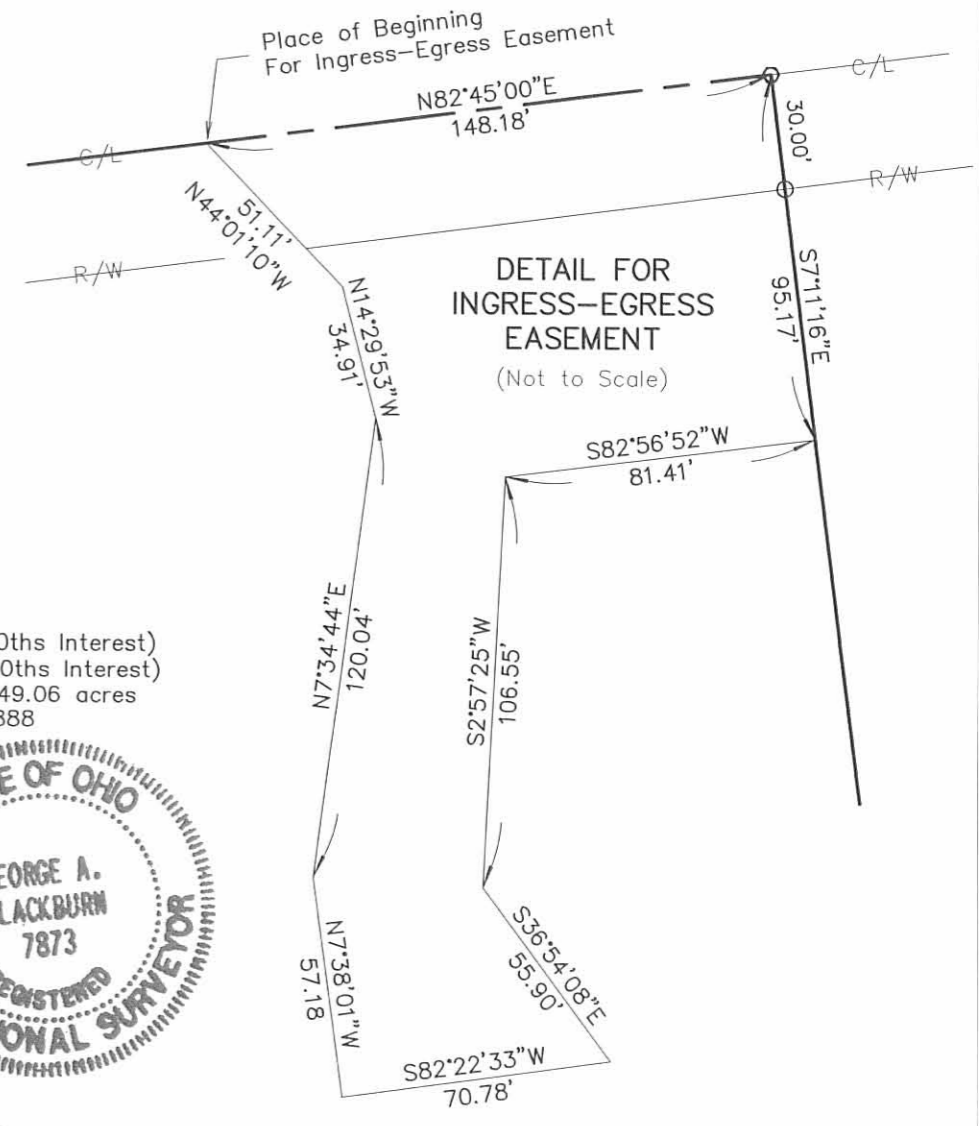 Place of Beginning
For Ingress-Egress Easement
N82°45'00"E
148.18'
C/L
C/L
30.00'
R/W
R/W
51.11'
N44°01'10"W
N14°29'53"W
34.91'
DETAIL FOR
INGRESS-EGRESS
EASEMENT
(Not to Scale)
S7°11'16"E
95.17'
S82°56'52"W
81.41'
N7°34'44"E
120.04'
S2°57'25"W
106.55'
0ths Interest)
0ths Interest)
49.06 acres
888
E OF OHIO
EORGE A.
LACKBURN
7873
EGISTERED
IONAL SURVEYOR
N7°38'01"W
57.18
S36°54'08"E
55.90'
S82°22'33"W
70.78'